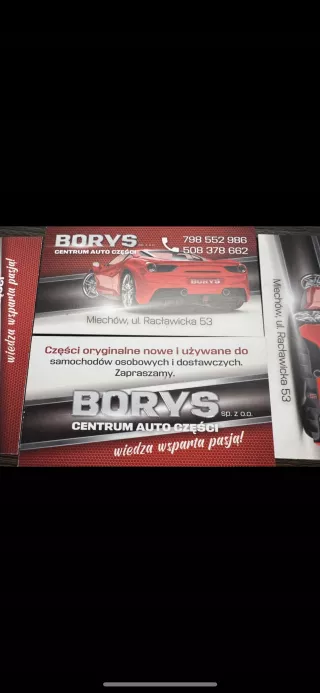 BORYS sp. z o.o.
CENTRUM AUTO CZĘŚCI
798 552 986
508 378 662
BORYS
Miechów, ul. Racławicka 53
Części oryginalne nowe i używane do
samochodów osobowych i dostawczych.
Zapraszamy.
BORYS sp. z o.o.
CENTRUM AUTO CZĘŚCI
wiedza wsparta pasją!
wiedza wsparta pasją!
Miechów, ul. Racławicka 53